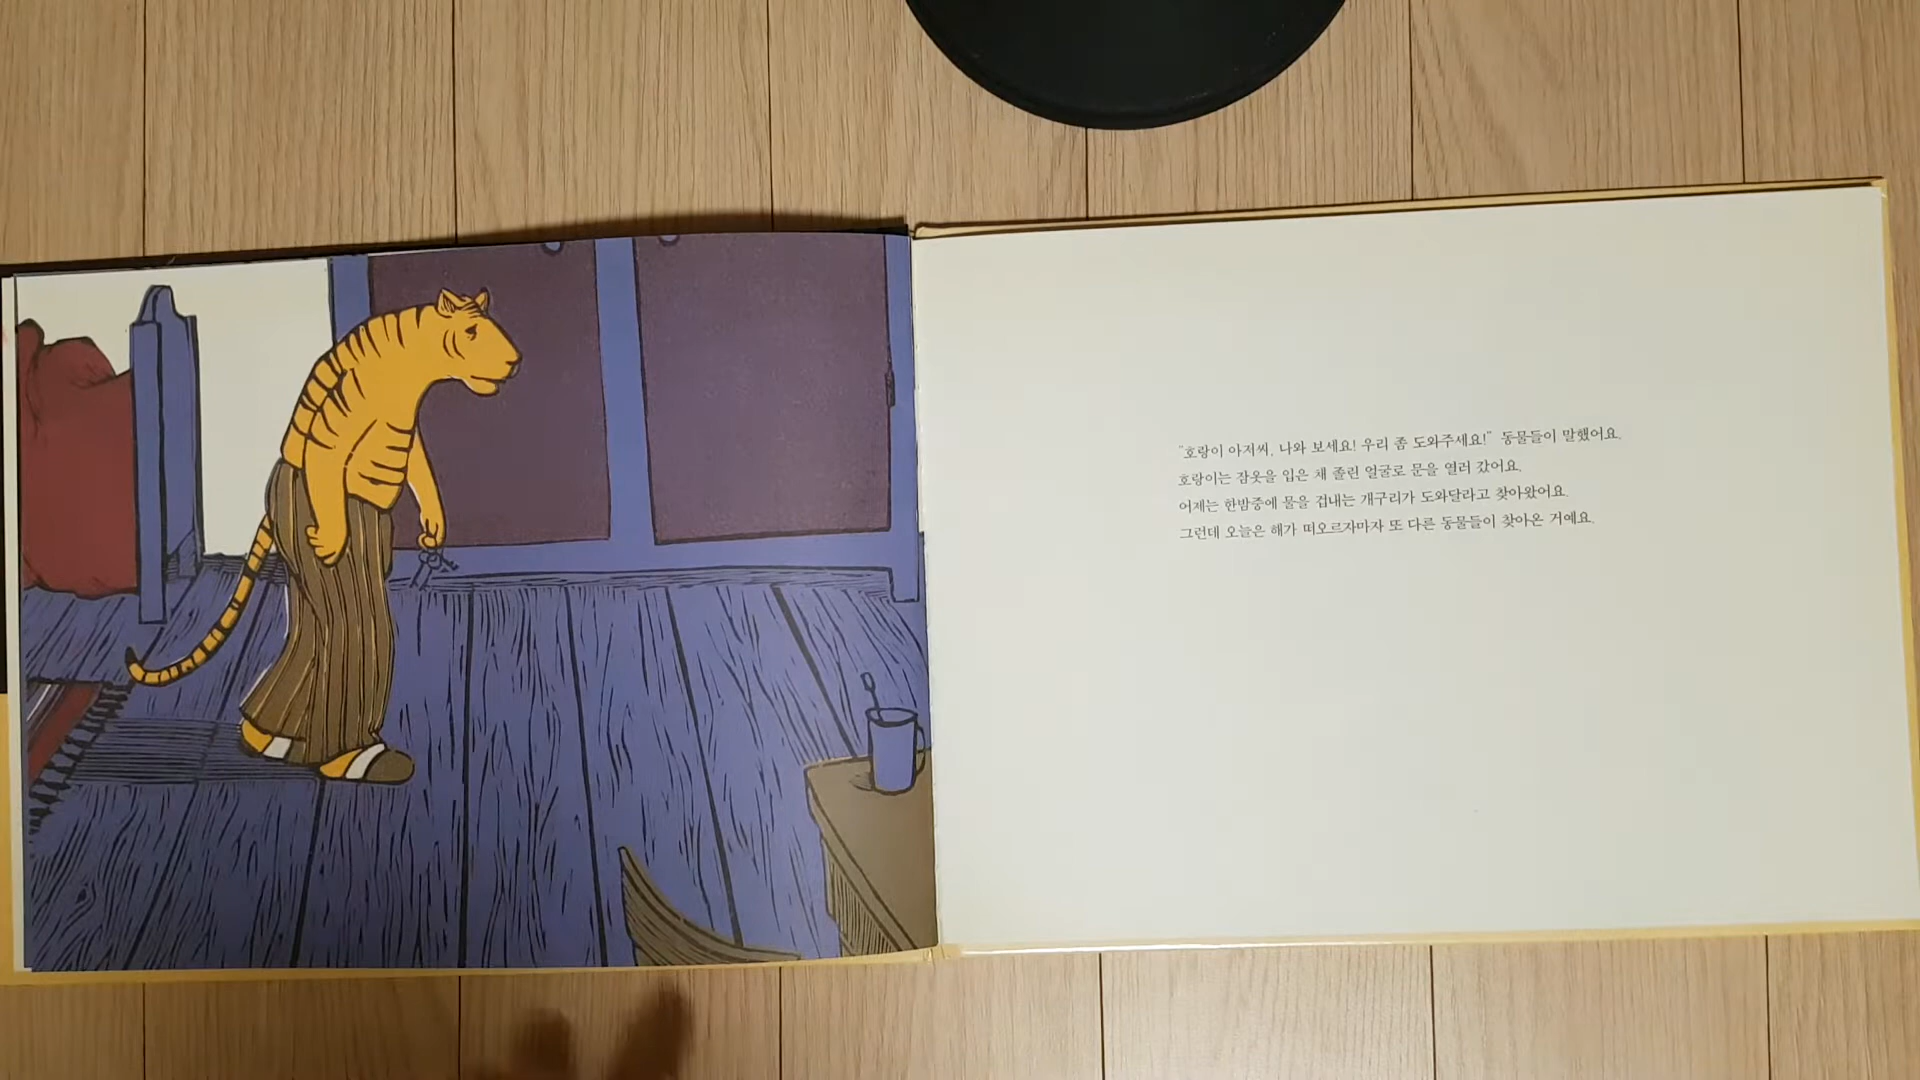 "호랑이 아저씨, 나와 보세요! 우리 좀 도와주세요!" 동물들이 말했어요.
호랑이는 잠옷을 입은 채 졸린 얼굴로 문을 열러 갔어요.
어제는 한밤중에 물을 겁내는 개구리가 도와달라고 찾아왔어요.
그런데 오늘은 해가 떠오르자마자 또 다른 동물들이 찾아온 거예요.